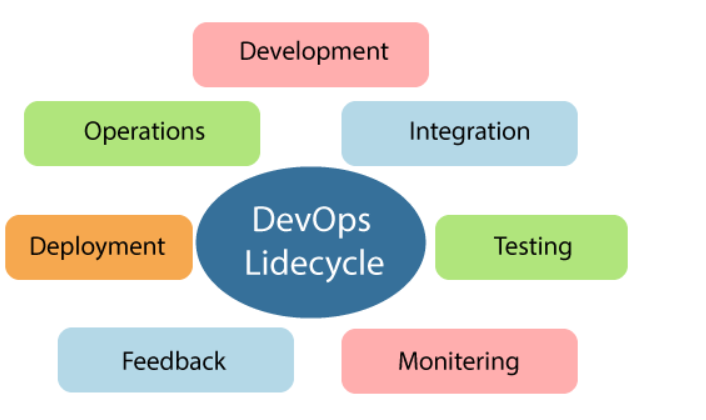 Development
Operations
Integration
DevOps
Lidecycle
Deployment
Testing
Feedback
Monitering